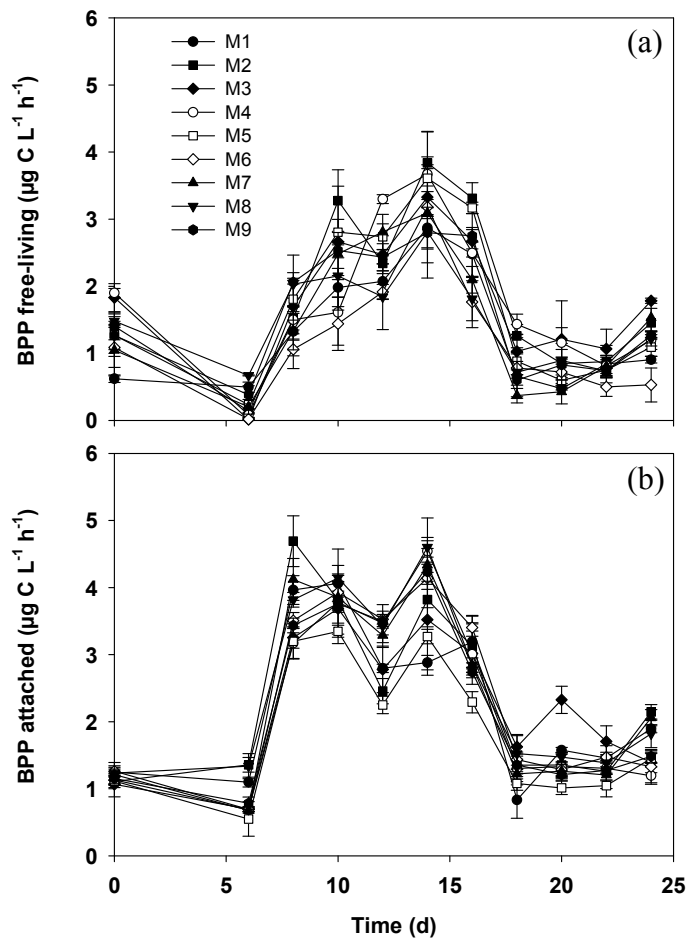 6
5
4
3
2
1
0
BPP free-living (µg C L⁻¹ h⁻¹)
M1
M2
M3
M4
M5
M6
M7
M8
M9
(a)
6
5
4
3
2
1
0
BPP attached (µg C L⁻¹ h⁻¹)
(b)
0 5 10 15 20 25
Time (d)